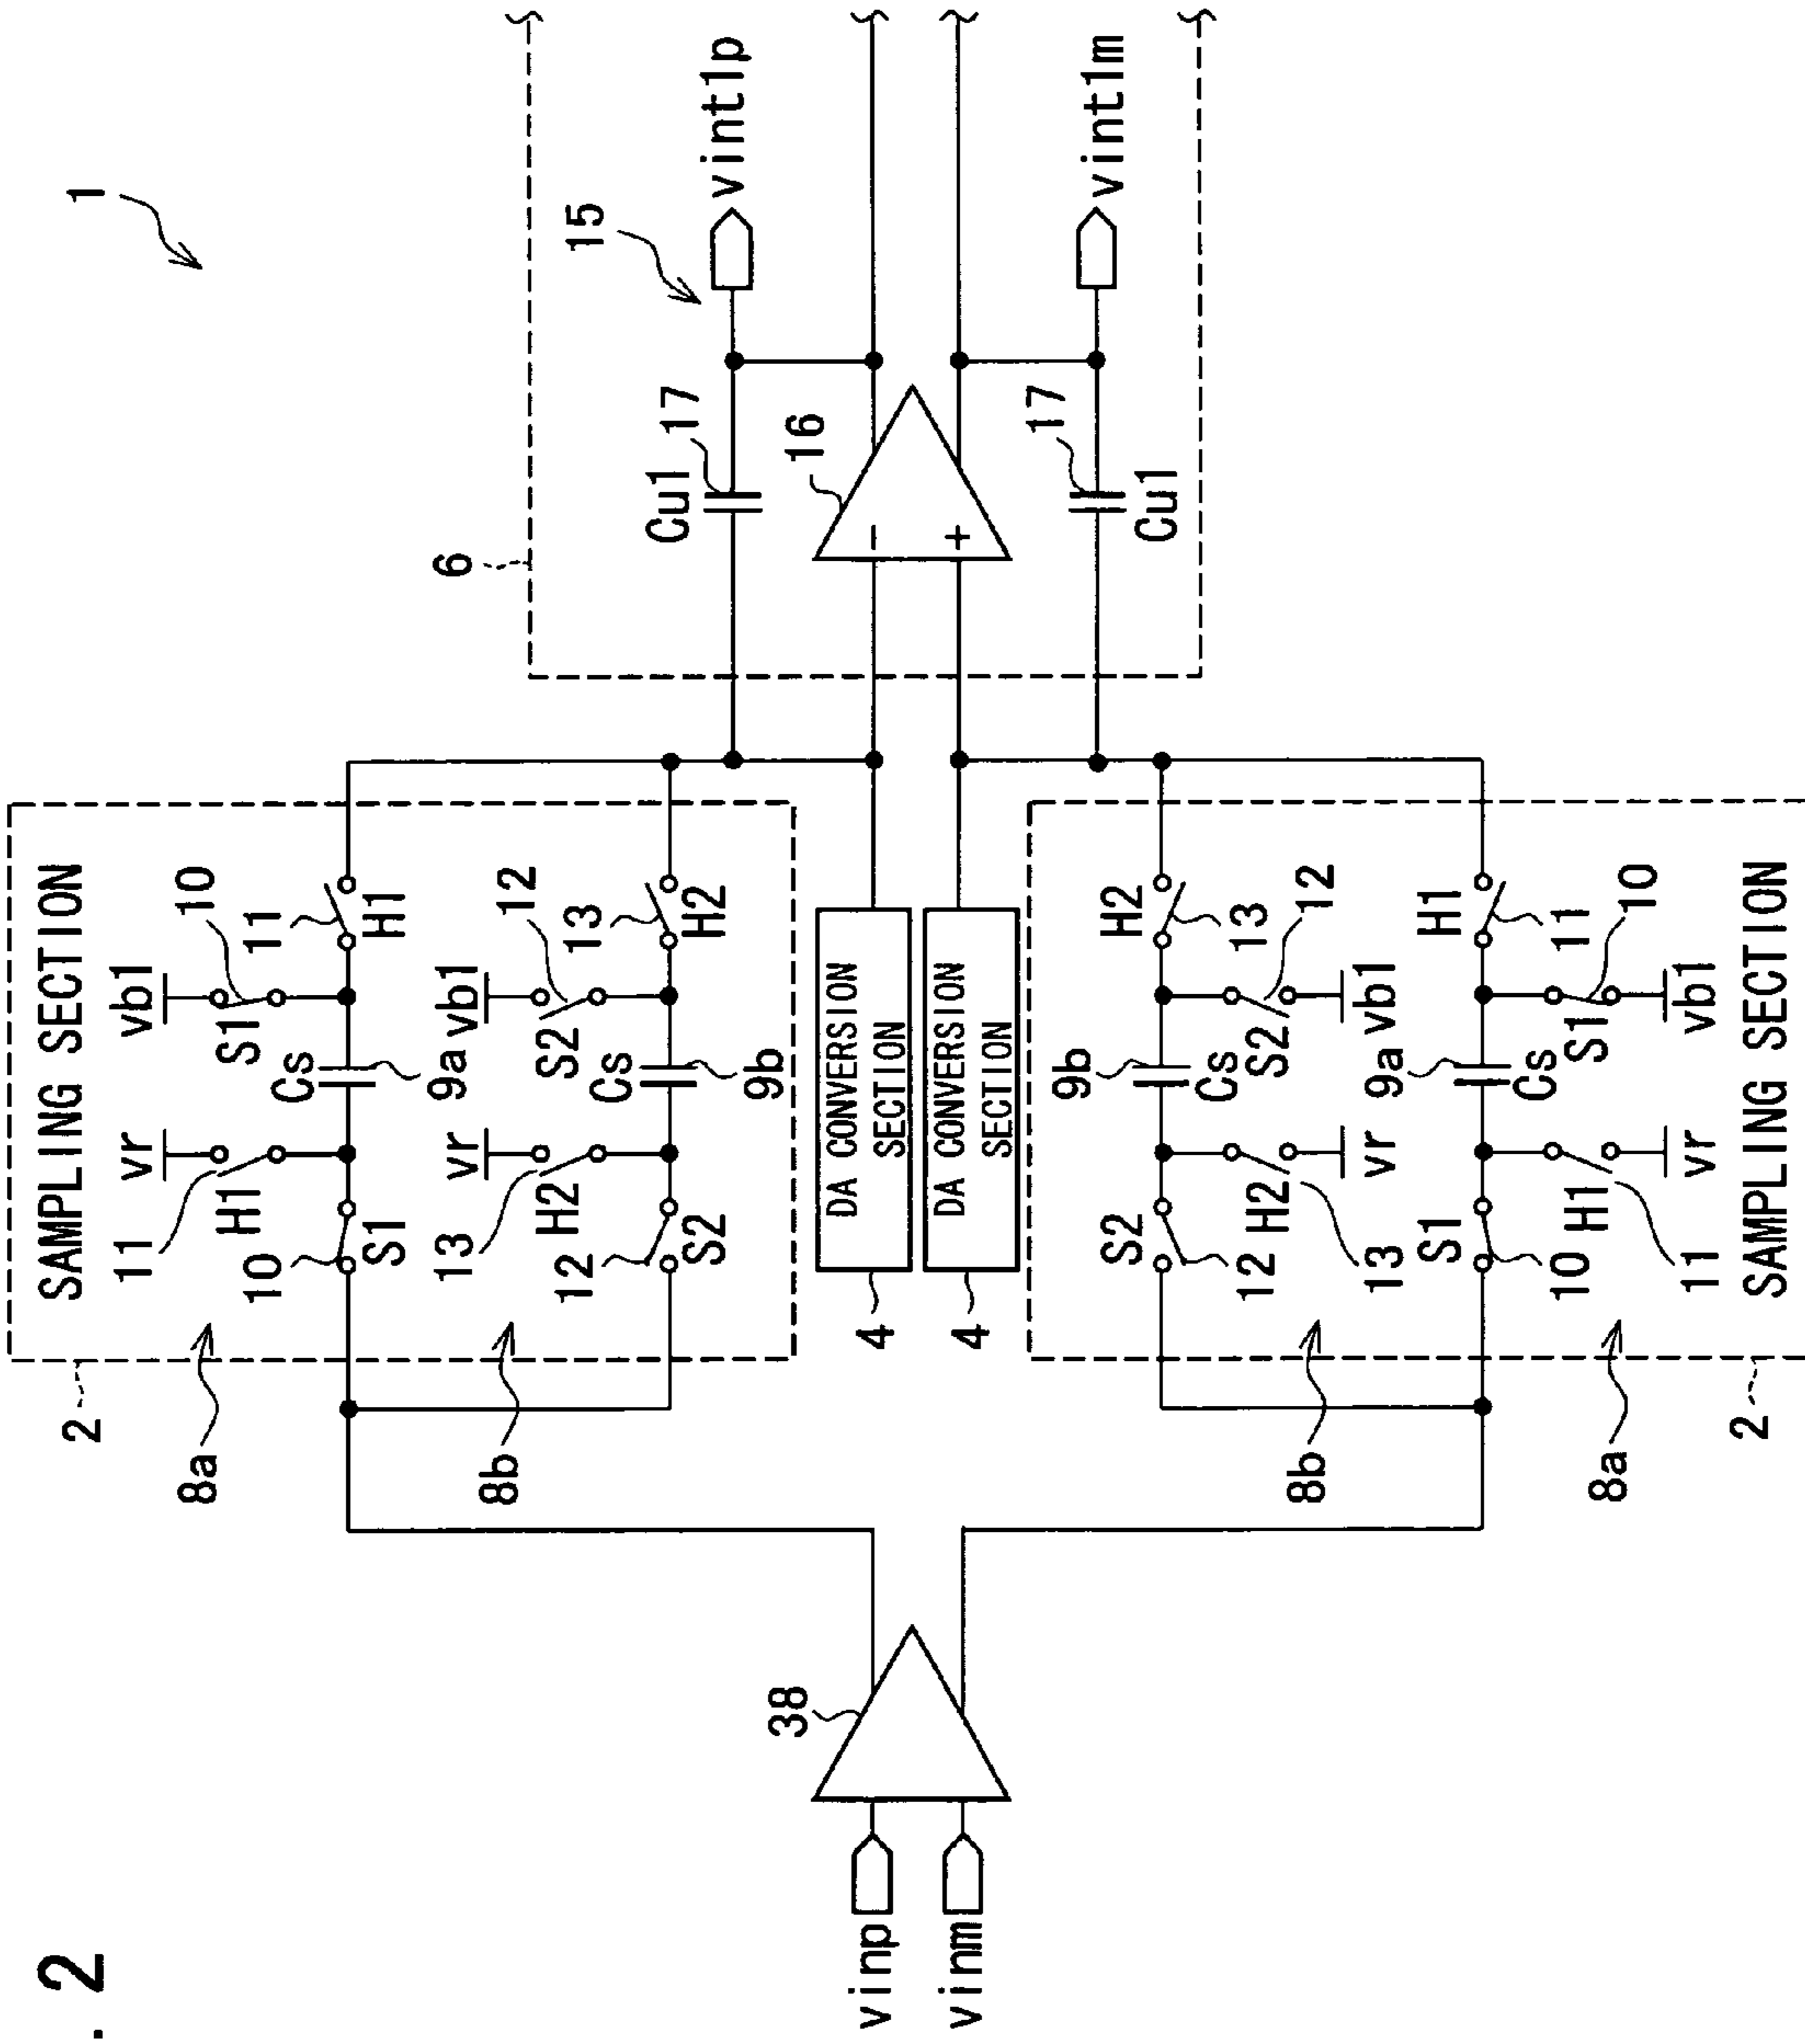 . 2
1
SAMPLING SECTION
2
8a
11
H1
vr
10
S1
Cs
9a
vb1
S1
10
11
H1
8b
13
H2
vr
12
S2
Cs
9b
vb1
S2
12
13
H2
6
Cu1
17
15
vint1p
16
−
+
vinp
vinm
38
4
DA CONVERSION
SECTION
4
DA CONVERSION
SECTION
Cu1
17
vint1m
8b
S2
12
9b
Cs
H2
13
vr
H2
13
S2
12
vb1
8a
S1
10
9a
Cs
H1
11
H1
11
vr
S1
10
vb1
2
SAMPLING SECTION